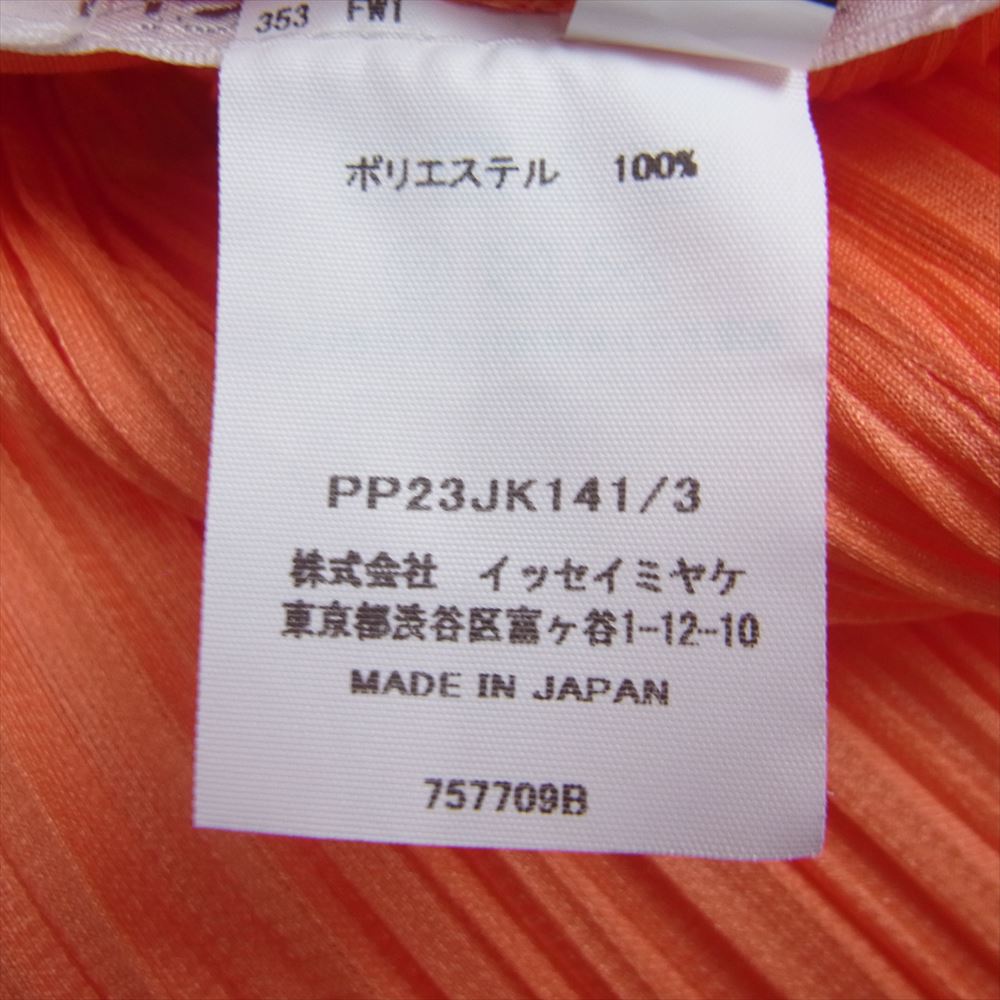 353 FW1
ポリエステル 100%
PP23JK141/3
株式会社 イッセイミヤケ
東京都渋谷区富ヶ谷1-12-10
MADE IN JAPAN
757709B